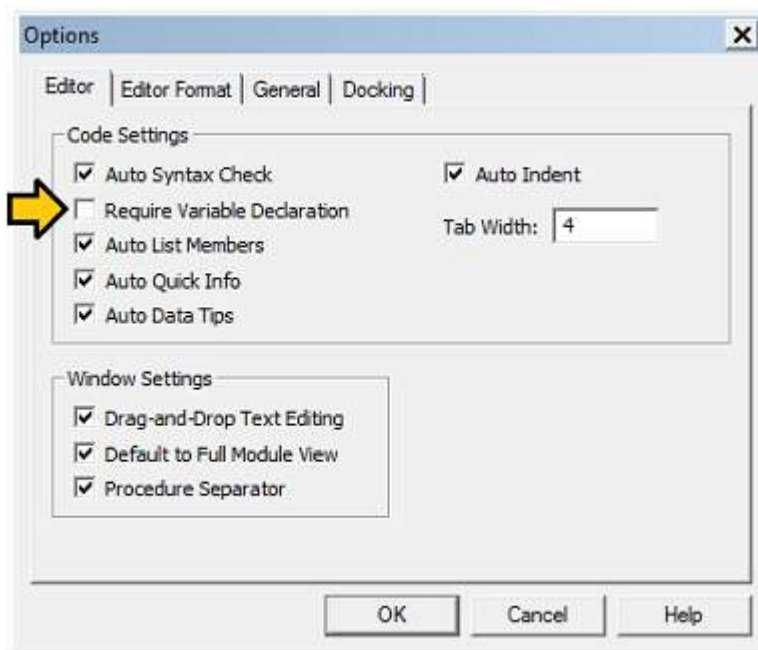 Options
Editor Editor Format General Docking
Code Settings
Auto Syntax Check
Auto Indent
Require Variable Declaration
Tab Width: 4
Auto List Members
Auto Quick Info
Auto Data Tips
Window Settings
Drag-and-Drop Text Editing
Default to Full Module View
Procedure Separator
OK Cancel Help